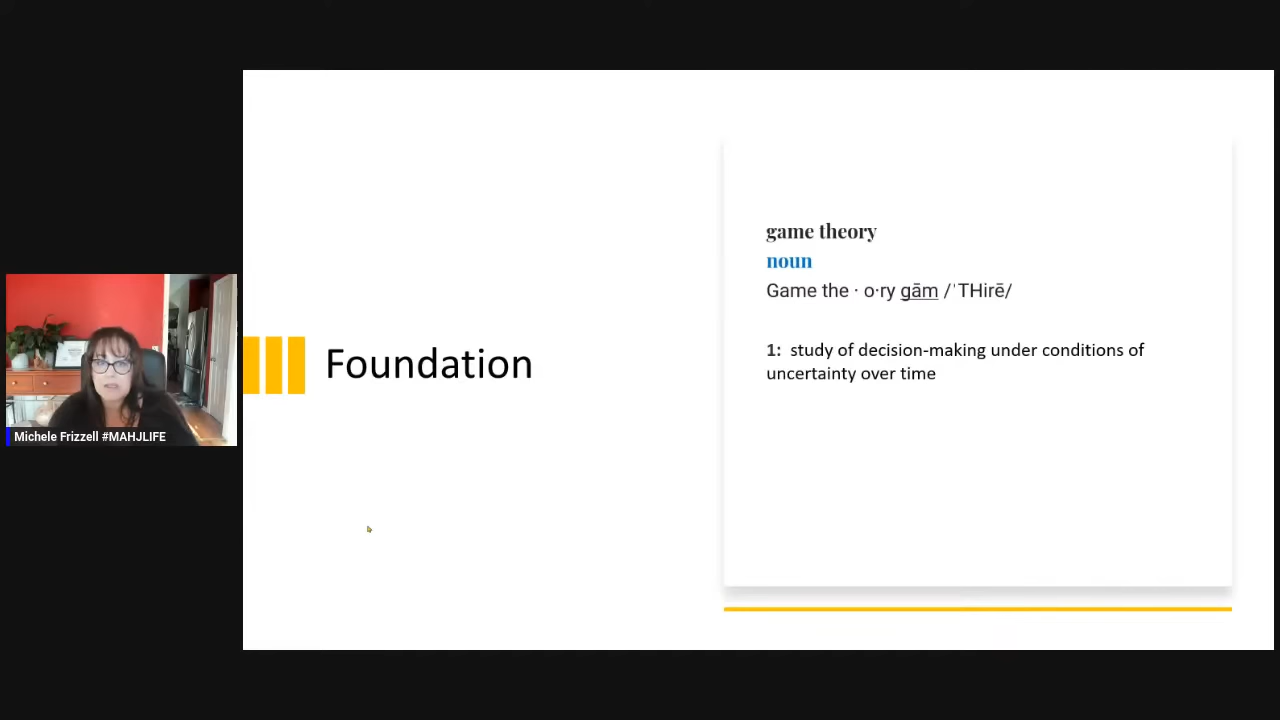 Michele Frizzell #MAHJLIFE
Foundation
game theory
noun
Game the · o·ry gām /ˈTHirē/
1:  study of decision-making under conditions of
uncertainty over time